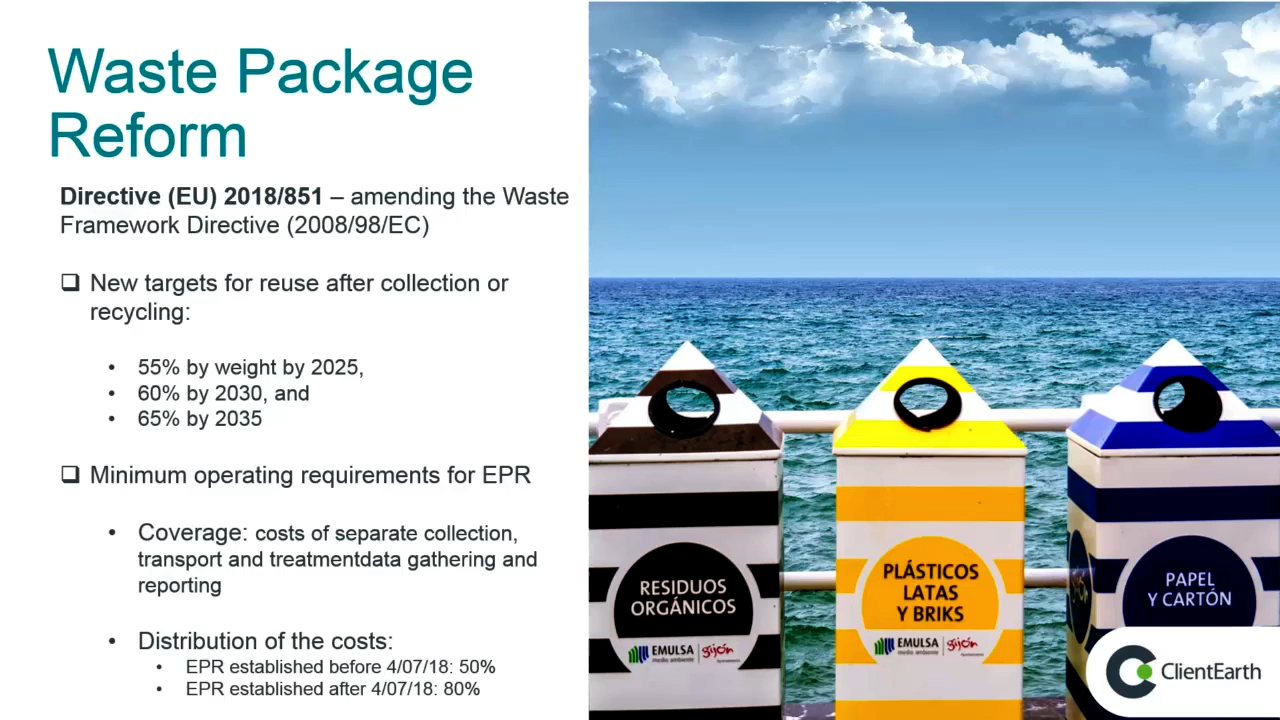 Waste Package
Reform
Directive (EU) 2018/851 – amending the Waste
Framework Directive (2008/98/EC)
❑ New targets for reuse after collection or
recycling:
• 55% by weight by 2025,
• 60% by 2030, and
• 65% by 2035
❑ Minimum operating requirements for EPR
• Coverage: costs of separate collection,
transport and treatmentdata gathering and
reporting
• Distribution of the costs:
• EPR established before 4/07/18: 50%
• EPR established after 4/07/18: 80%
RESIDUOS
ORGÁNICOS
EMULSA
medio ambiente
gijón
PLÁSTICOS
LATAS
Y BRIKS
EMULSA
medio ambiente
gijón
PAPEL
Y CARTÓN
ClientEarth